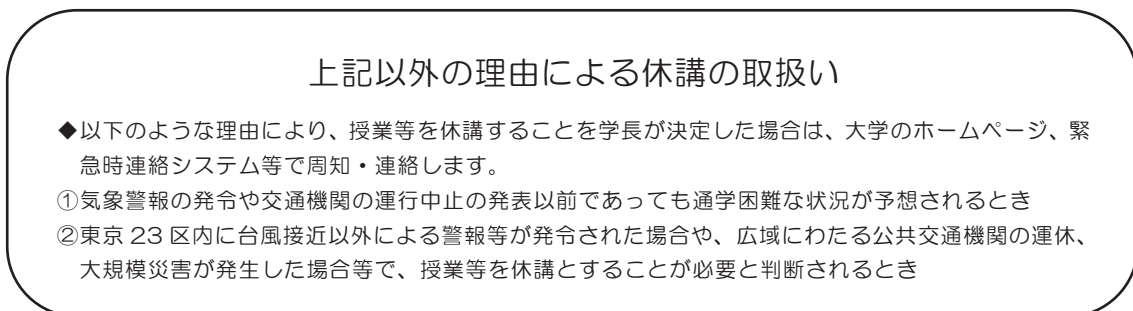 上記以外の理由による休講の取扱い
◆以下のような理由により、授業等を休講することを学長が決定した場合は、大学のホームページ、緊
急時連絡システム等で周知・連絡します。
①気象警報の発令や交通機関の運行中止の発表以前であっても通学困難な状況が予想されるとき
②東京 23 区内に台風接近以外による警報等が発令された場合や、広域にわたる公共交通機関の運休、
大規模災害が発生した場合等で、授業等を休講とすることが必要と判断されるとき